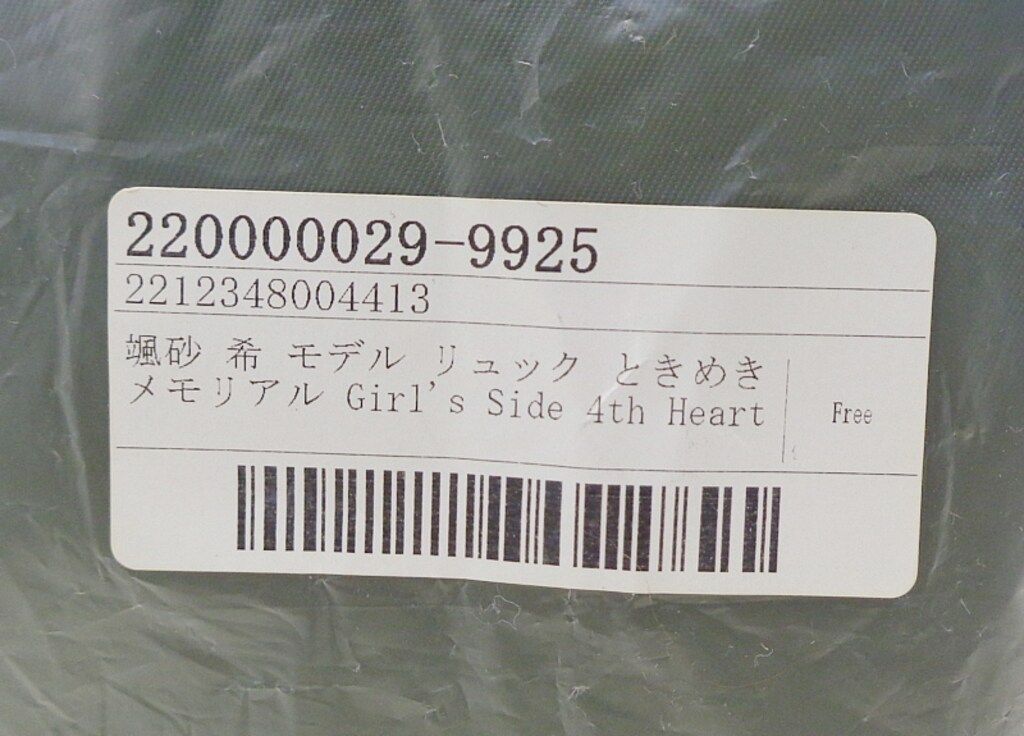 220000029-9925
2212348004413
颯砂 希 モデル リュック ときめき
メモリアル Girl's Side 4th Heart
Free